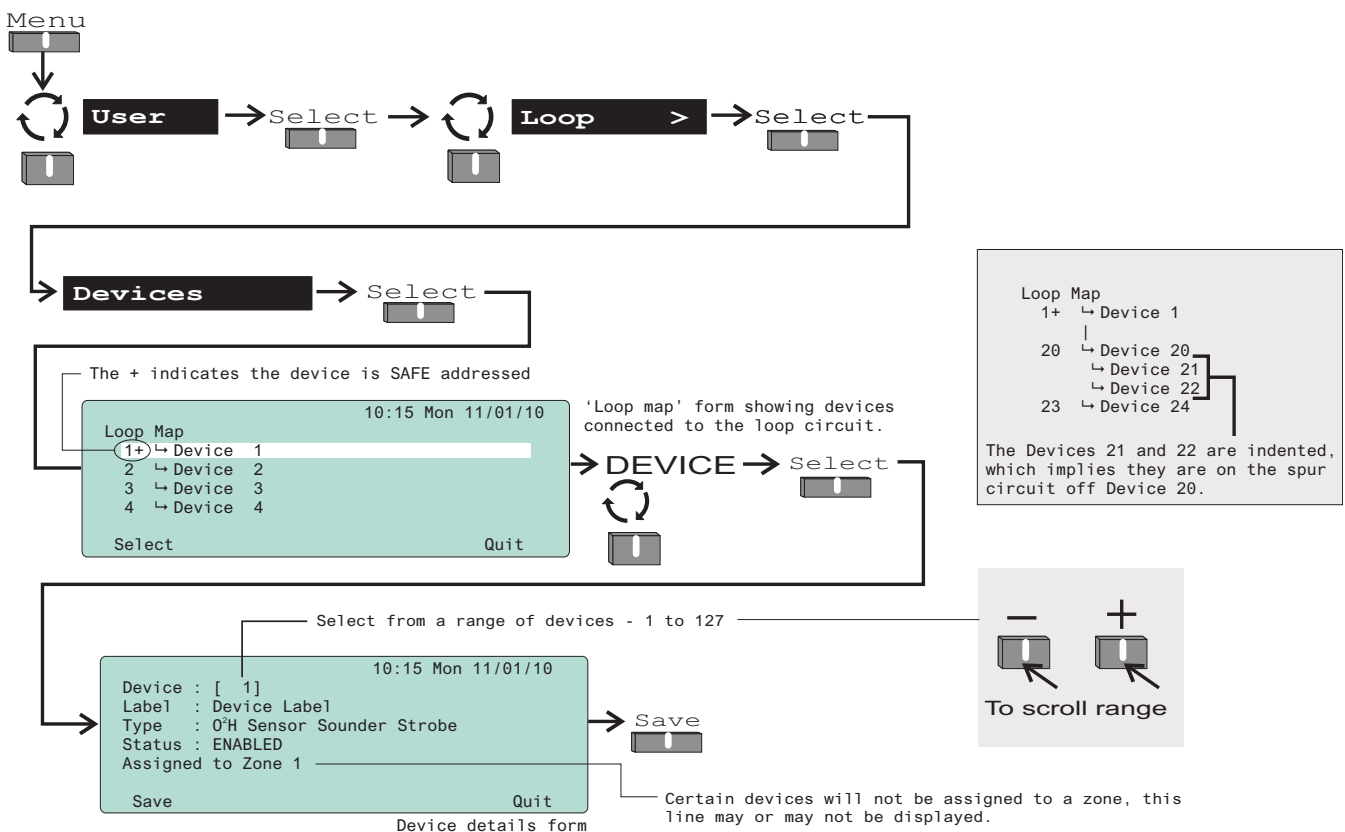 Menu
User
Select
Loop >
Select
Devices
Select
The + indicates the device is SAFE addressed
10:15 Mon 11/01/10
Loop Map
1+ ↳ Device 1
2 ↳ Device 2
3 ↳ Device 3
4 ↳ Device 4
Select Quit
'Loop map' form showing devices
connected to the loop circuit.
DEVICE
Select
Loop Map
1+ ↳ Device 1
|
20 ↳ Device 20
↳ Device 21
↳ Device 22
23 ↳ Device 24
The Devices 21 and 22 are indented,
which implies they are on the spur
circuit off Device 20.
Select from a range of devices - 1 to 127
− +
To scroll range
10:15 Mon 11/01/10
Device : [ 1]
Label : Device Label
Type : O²H Sensor Sounder Strobe
Status : ENABLED
Assigned to Zone 1
Save Quit
Save
Device details form
Certain devices will not be assigned to a zone, this
line may or may not be displayed.